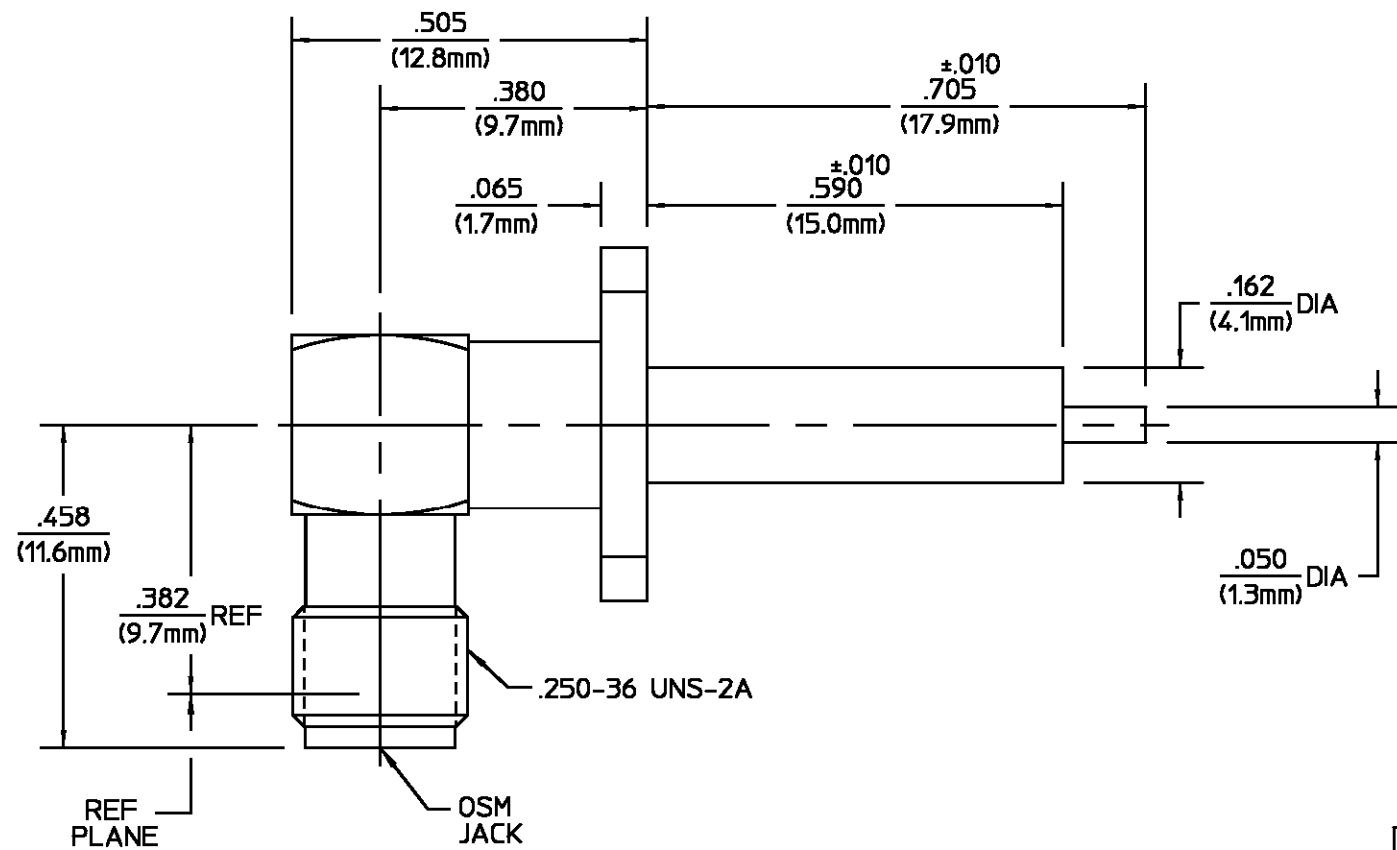 .505
(12.8mm)
.380
(9.7mm)
±.010
.705
(17.9mm)
.065
(1.7mm)
±.010
.590
(15.0mm)
.162
(4.1mm) DIA
.458
(11.6mm)
.382
(9.7mm) REF
.050
(1.3mm) DIA
.250-36 UNS-2A
REF
PLANE
OSM
JACK